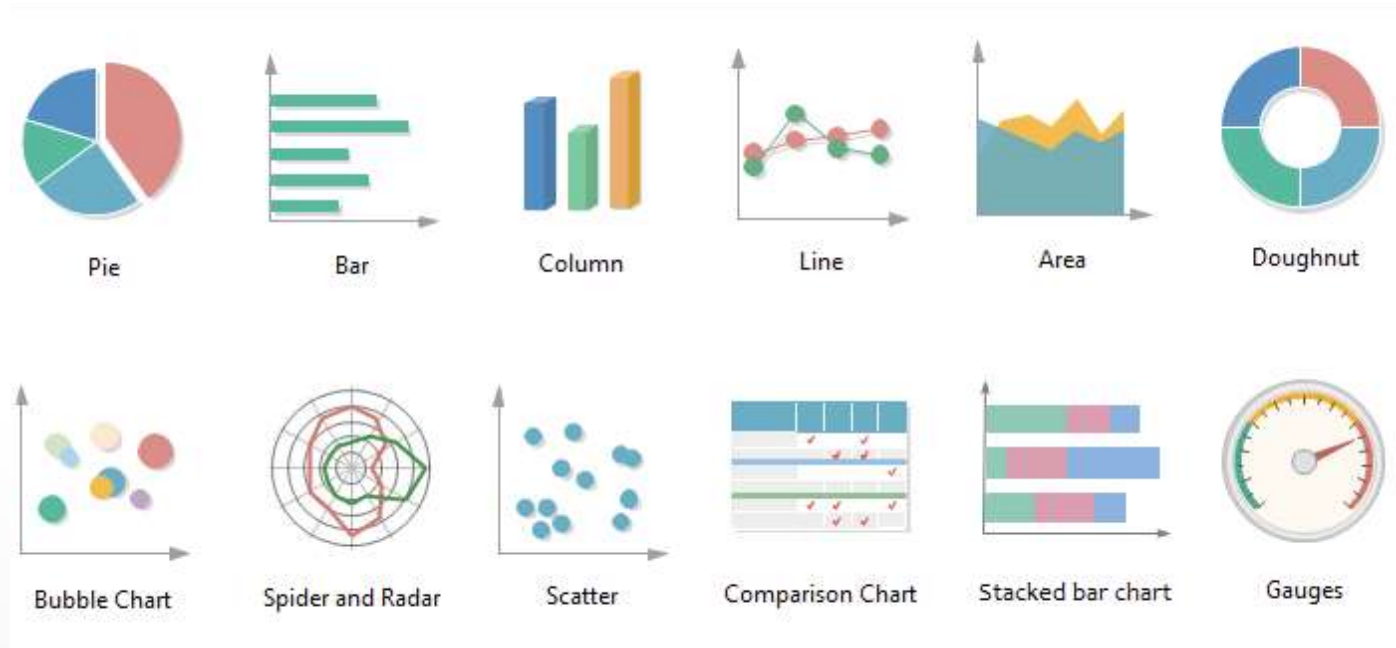 Pie
Bar
Column
Line
Area
Doughnut
Bubble Chart
Spider and Radar
Scatter
Comparison Chart
Stacked bar chart
Gauges